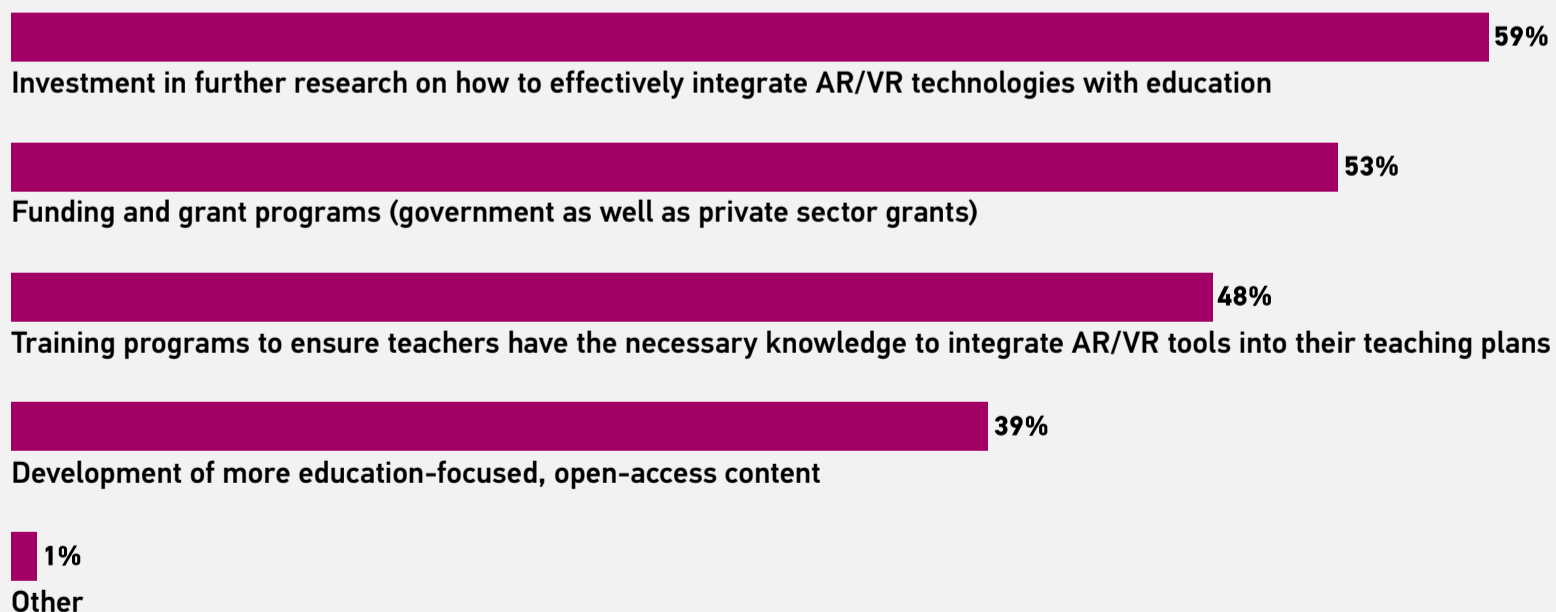 59%
Investment in further research on how to effectively integrate AR/VR technologies with education
53%
Funding and grant programs (government as well as private sector grants)
48%
Training programs to ensure teachers have the necessary knowledge to integrate AR/VR tools into their teaching plans
39%
Development of more education-focused, open-access content
1%
Other